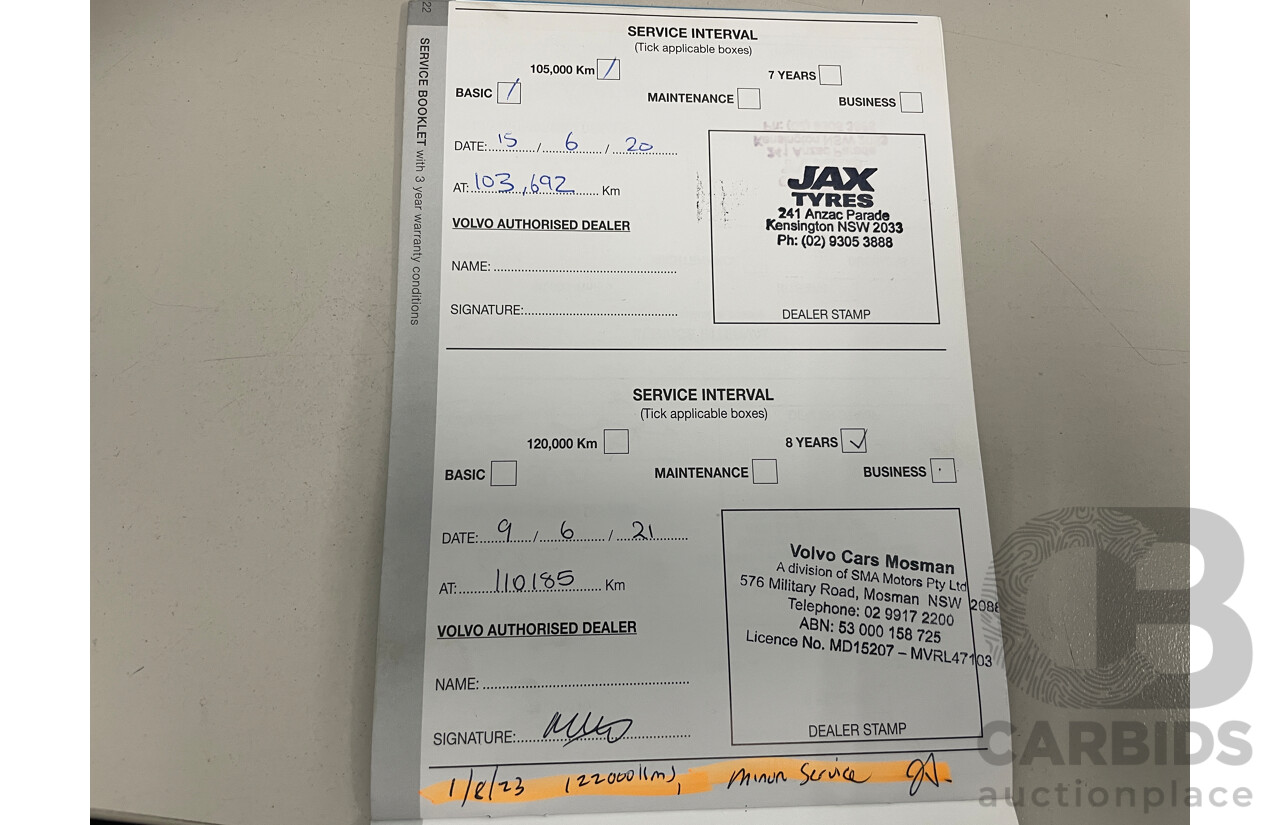 22
SERVICE BOOKLET with 3 year warranty conditions
SERVICE INTERVAL
(Tick applicable boxes)
105,000 Km
7 YEARS
BASIC
MAINTENANCE
BUSINESS
DATE: 15 / 6 / 20
AT: 103,692 Km
VOLVO AUTHORISED DEALER
NAME:
SIGNATURE:
JAX
TYRES
241 Anzac Parade
Kensington NSW 2033
Ph: (02) 9305 3888
DEALER STAMP
SERVICE INTERVAL
(Tick applicable boxes)
120,000 Km
8 YEARS
BASIC
MAINTENANCE
BUSINESS
DATE: 9 / 6 / 21
AT: 110185 Km
VOLVO AUTHORISED DEALER
NAME:
SIGNATURE:
Volvo Cars Mosman
A division of SMA Motors Pty Ltd
576 Military Road, Mosman NSW 2088
Telephone: 02 9917 2200
ABN: 53 000 158 725
Licence No. MD15207 – MVRL47103
DEALER STAMP
1/8/23 122000km, Minor Service
CB
CARBIDS
auctionplace